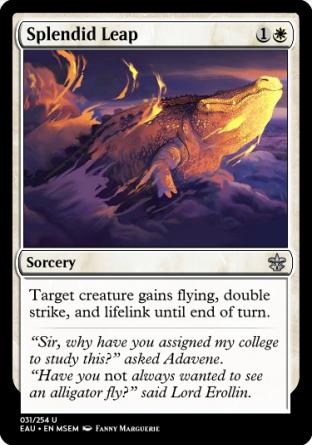 Splendid Leap 1
Sorcery
Target creature gains flying, double
strike, and lifelink until end of turn.
“Sir, why have you assigned my college
to study this?” asked Adavene.
“Have you not always wanted to see
an alligator fly?” said Lord Erollin.
031/254 U
EAU • EN MSEM Fanny Marguerie